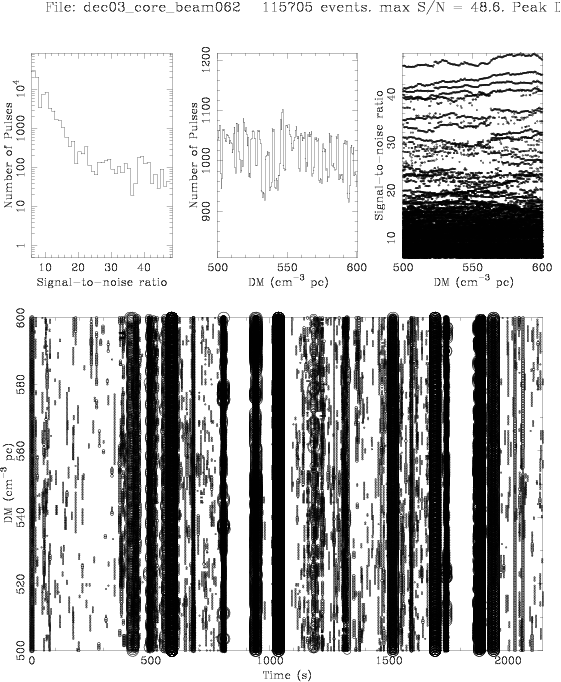 File: dec03_core_beam062 115705 events. max S/N = 48.6. Peak
Number of Pulses
1 10 100 1000 10⁴
10 20 30 40
Signal-to-noise ratio
Number of Pulses
900 1000 1100 1200
500 550 600
DM (cm⁻³ pc)
Signal-to-noise ratio
10 20 30 40
500 550 600
DM (cm⁻³ pc)
DM (cm⁻³ pc)
500 520 540 560 580 600
0 500 1000 1500 2000
Time (s)